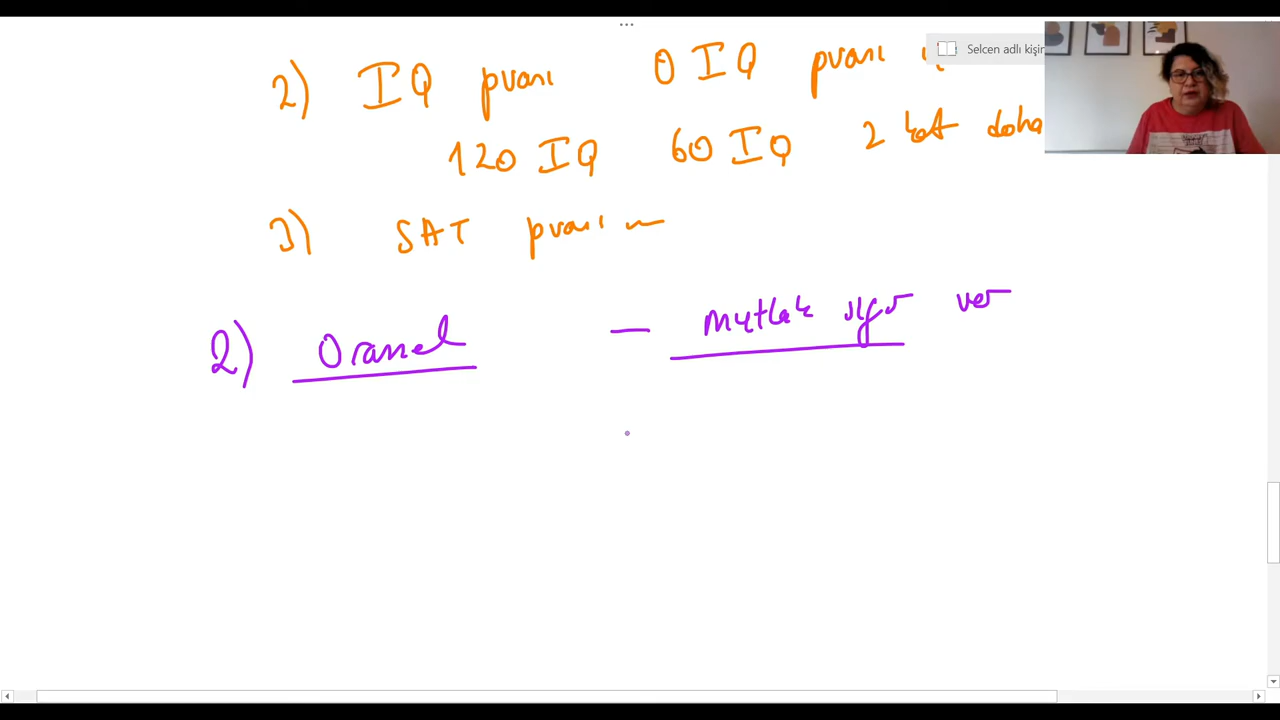 Selcen adlı kişin
2) IQ puanı 0 IQ puanı
120 IQ 60 IQ 2 kat daha
3) SAT puanı
2) Oransal — mutlak sıfır var